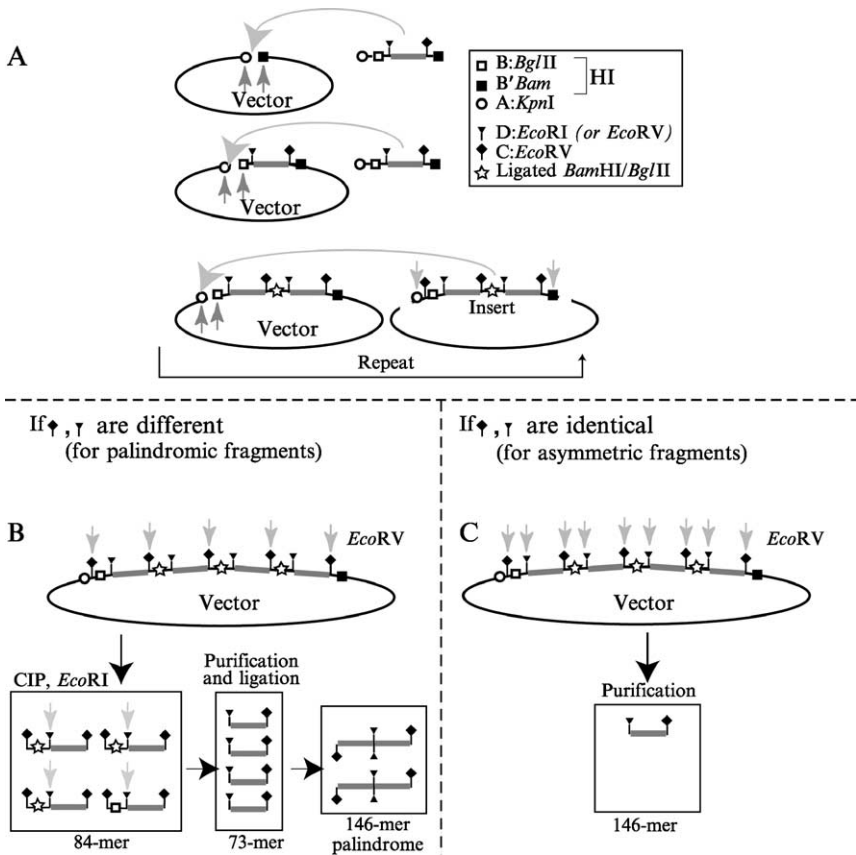 A
Vector
B: BglII
B′ Bam
HI
A: KpnI
D: EcoRI (or EcoRV)
C: EcoRV
Ligated BamHI/BglII
Vector
Vector
Insert
Repeat
If , are different
(for palindromic fragments)
If , are identical
(for asymmetric fragments)
B
EcoRV
Vector
CIP, EcoRI
Purification
and ligation
84-mer
73-mer
146-mer
palindrome
C
EcoRV
Vector
Purification
146-mer